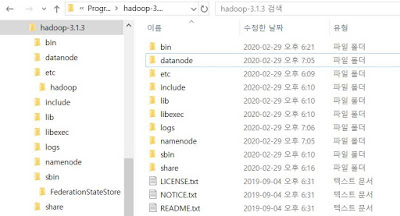 « Progr... > hadoop-3.... >
hadoop-3.1.3 검색
hadoop-3.1.3
bin
datanode
etc
hadoop
include
lib
libexec
logs
namenode
sbin
FederationStateStore
share
이름 수정한 날짜 유형
bin 2020-02-29 오후 6:21 파일 폴더
datanode 2020-02-29 오후 7:05 파일 폴더
etc 2020-02-29 오후 6:09 파일 폴더
include 2020-02-29 오후 6:10 파일 폴더
lib 2020-02-29 오후 6:10 파일 폴더
libexec 2020-02-29 오후 6:10 파일 폴더
logs 2020-02-29 오후 7:06 파일 폴더
namenode 2020-02-29 오후 7:05 파일 폴더
sbin 2020-02-29 오후 6:10 파일 폴더
share 2020-02-29 오후 6:16 파일 폴더
LICENSE.txt 2019-09-04 오후 6:31 텍스트 문서
NOTICE.txt 2019-09-04 오후 6:31 텍스트 문서
README.txt 2019-09-04 오후 6:31 텍스트 문서